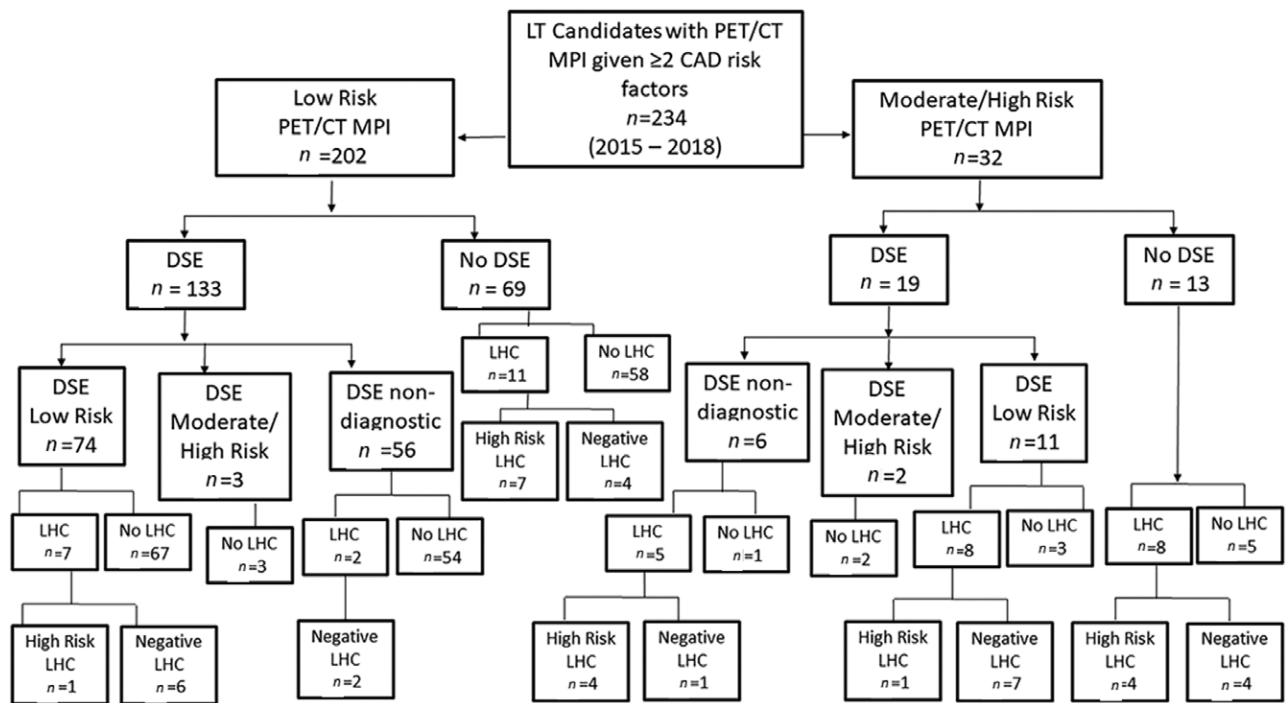 LT Candidates with PET/CT
MPI given ≥2 CAD risk
factors
n=234
(2015 – 2018)
Low Risk
PET/CT MPI
n =202
Moderate/High Risk
PET/CT MPI
n=32
DSE
n = 133
No DSE
n = 69
DSE
n = 19
No DSE
n = 13
DSE
Low Risk
n=74
DSE
Moderate/
High Risk
n=3
DSE non-
diagnostic
n =56
LHC
n=11
No LHC
n=58
High Risk
LHC
n=7
Negative
LHC
n=4
DSE non-
diagnostic
n=6
DSE
Moderate/
High Risk
n=2
DSE
Low Risk
n=11
LHC
n=7
No LHC
n=67
No LHC
n=3
LHC
n=2
No LHC
n=54
LHC
n=5
No LHC
n=1
No LHC
n=2
LHC
n=8
No LHC
n=3
LHC
n=8
No LHC
n=5
High Risk
LHC
n=1
Negative
LHC
n=6
Negative
LHC
n=2
High Risk
LHC
n=4
Negative
LHC
n=1
High Risk
LHC
n=1
Negative
LHC
n=7
High Risk
LHC
n=4
Negative
LHC
n=4